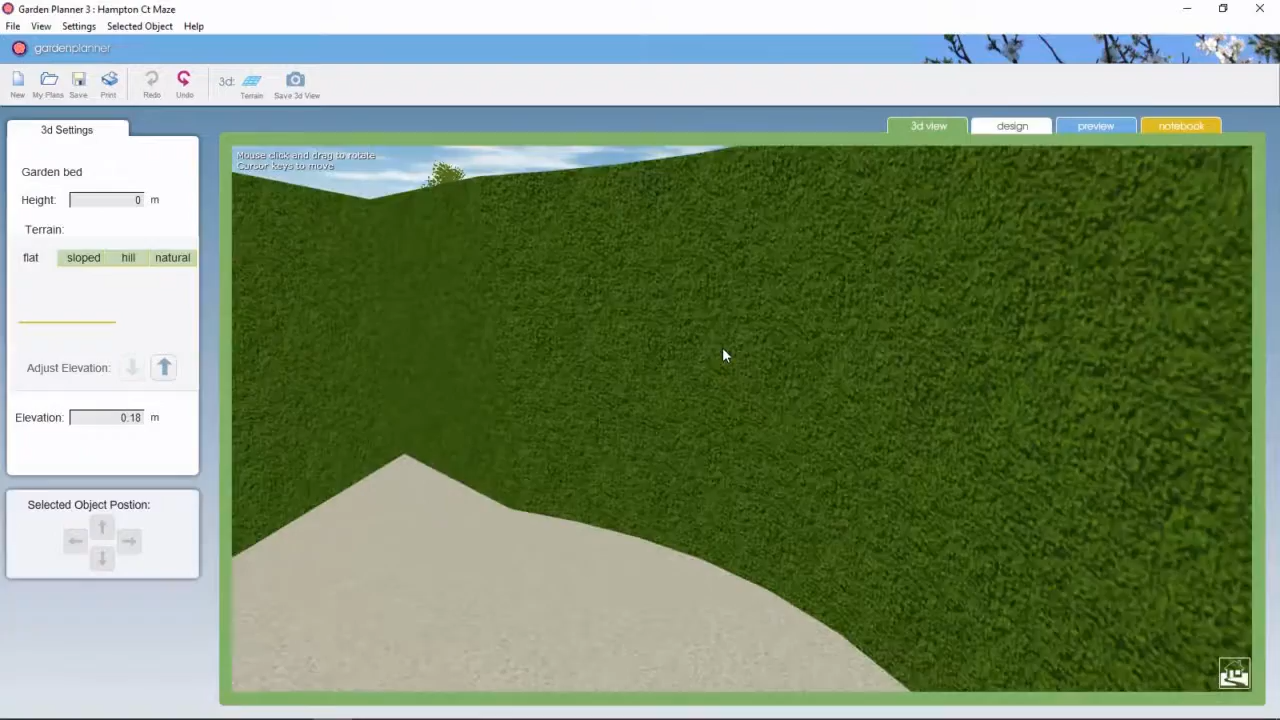 Garden Planner 3 : Hampton Ct Maze
File View Settings Selected Object Help
gardenplanner
New My Plans Save Print Redo Undo 3d: Terrain Save 3d View
3d Settings
3d view design preview notebook
Mouse click and drag to rotate
Cursor keys to move
Garden bed
Height: 0 m
Terrain:
flat sloped hill natural
Adjust Elevation:
Elevation: 0.18 m
Selected Object Postion: